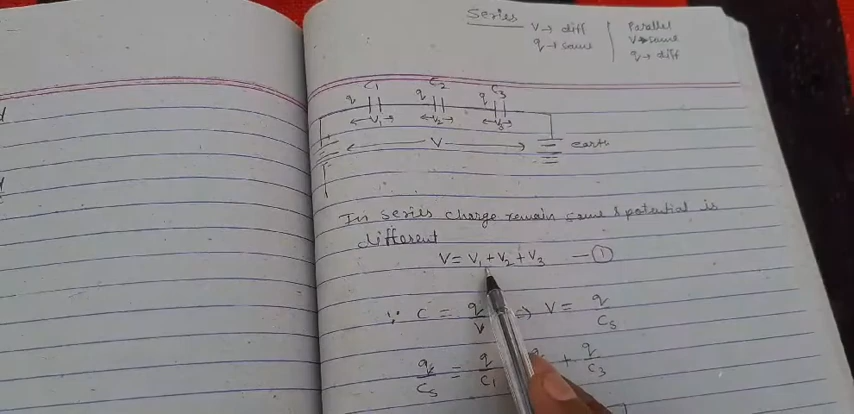 Series
V → diff
q → same
Parallel
V → same
q → diff
C1 C2 C3
q q q
V1 V2 V3
V
earth
In series charge remain same & potential is
different
V = V1 + V2 + V3 — ①
∵ C = q/V ⇒ V = q/Cs
q/Cs = q/C1 + q/C3